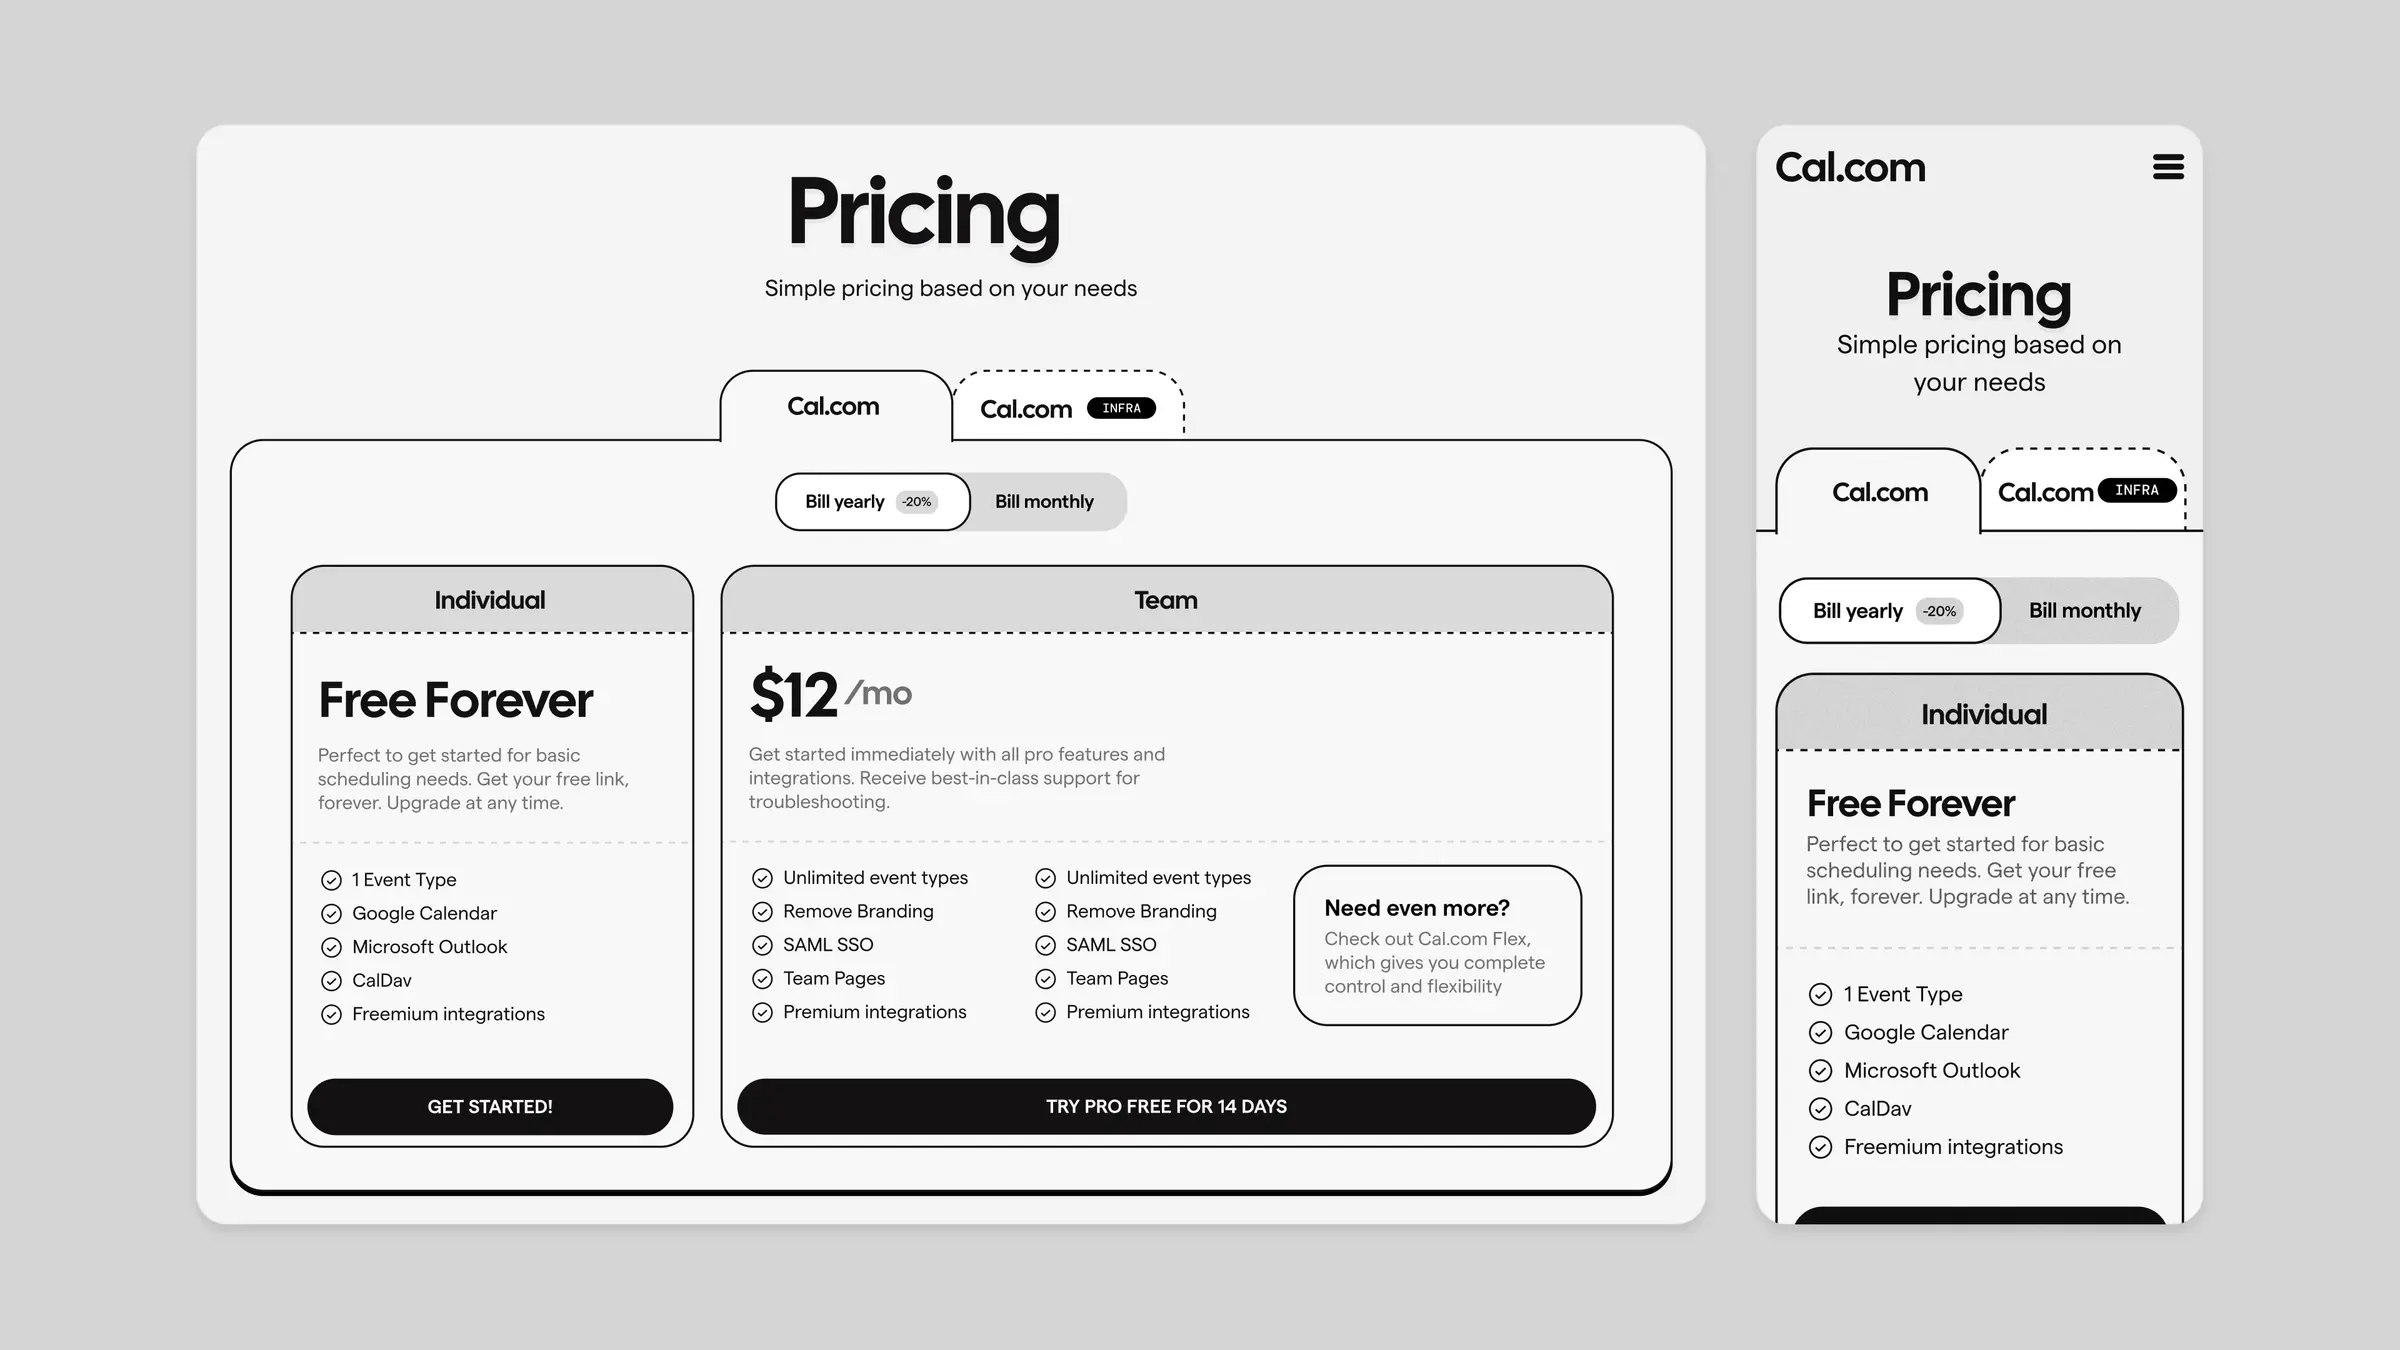 Pricing
Simple pricing based on your needs
Cal.com
Cal.com INFRA
Bill yearly -20% Bill monthly
Individual
Free Forever
Perfect to get started for basic
scheduling needs. Get your free link,
forever. Upgrade at any time.
1 Event Type
Google Calendar
Microsoft Outlook
CalDav
Freemium integrations
GET STARTED!
Team
$12 /mo
Get started immediately with all pro features and
integrations. Receive best-in-class support for
troubleshooting.
Unlimited event types
Remove Branding
SAML SSO
Team Pages
Premium integrations
Unlimited event types
Remove Branding
SAML SSO
Team Pages
Premium integrations
Need even more?
Check out Cal.com Flex,
which gives you complete
control and flexibility
TRY PRO FREE FOR 14 DAYS
Cal.com
Pricing
Simple pricing based on
your needs
Cal.com
Cal.com INFRA
Bill yearly -20% Bill monthly
Individual
Free Forever
Perfect to get started for basic
scheduling needs. Get your free
link, forever. Upgrade at any time.
1 Event Type
Google Calendar
Microsoft Outlook
CalDav
Freemium integrations